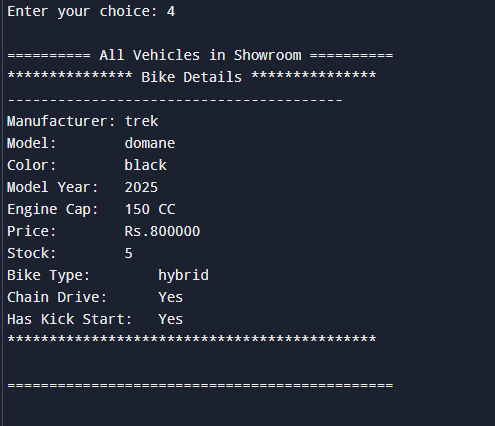 Enter your choice: 4
========== All Vehicles in Showroom ==========
*************** Bike Details ***************
----------------------------------------
Manufacturer: trek
Model:        domane
Color:        black
Model Year:   2025
Engine Cap:   150 CC
Price:        Rs.800000
Stock:        5
Bike Type:        hybrid
Chain Drive:      Yes
Has Kick Start:   Yes
********************************************
==============================================